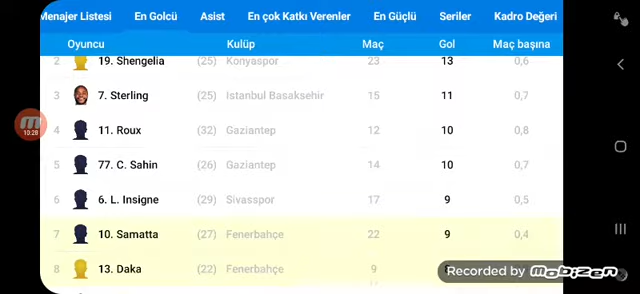 Menajer Listesi En Golcü Asist En çok Katkı Verenler En Güçlü Seriler Kadro Değeri
Oyuncu Kulüp Maç Gol Maç başına
2 19. Shengelia (25) Konyaspor 23 13 0,6
3 7. Sterling (25) Istanbul Basaksehir 15 11 0,7
4 11. Roux (32) Gaziantep 12 10 0,8
5 77. C. Sahin (26) Gaziantep 14 10 0,7
6 6. L. Insigne (29) Sivasspor 17 9 0,5
7 10. Samatta (27) Fenerbahçe 22 9 0,4
8 13. Daka (22) Fenerbahçe 9
10:28
Recorded by Mobizen